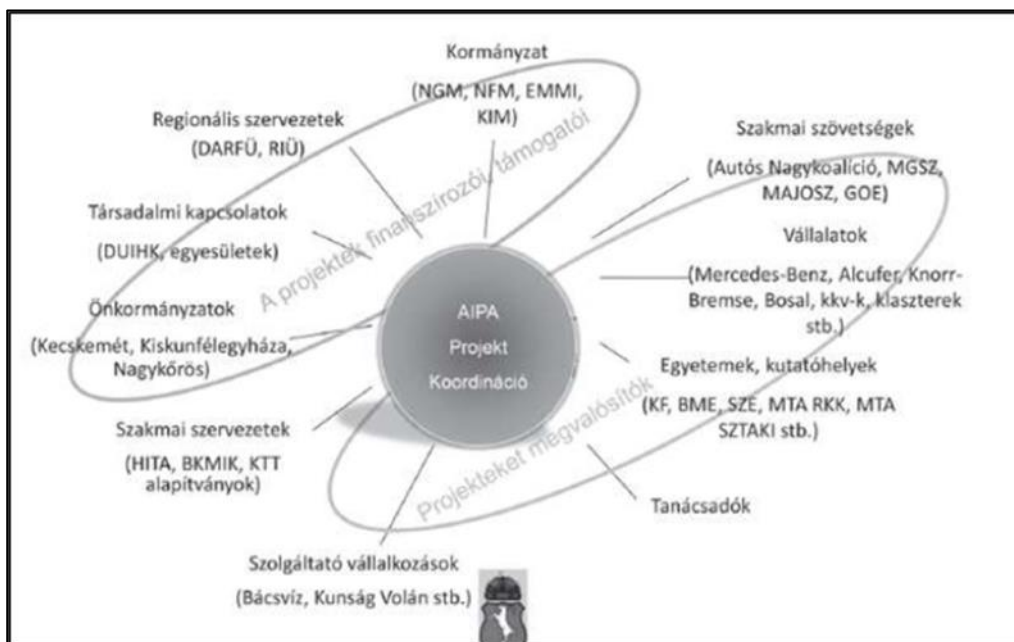 Kormányzat
(NGM, NFM, EMMI,
KIM)
Regionális szervezetek
(DARFÜ, RIÜ)
Társadalmi kapcsolatok
(DUIHK, egyesületek)
Önkormányzatok
(Kecskemét, Kiskunfélegyháza,
Nagykőrös)
Szakmai szervezetek
(HITA, BKMIK, KTT
alapítványok)
Szolgáltató vállalkozások
(Bácsvíz, Kunság Volán stb.)
A projektek finanszírozói, támogatói
AIPA
Projekt
Koordináció
Projekteket megvalósítók
Szakmai szövetségek
(Autós Nagykoalíció, MGSZ,
MAJOSZ, GOE)
Vállalatok
(Mercedes-Benz, Alcufer, Knorr-
Bremse, Bosal, kkv-k, klaszterek
stb.)
Egyetemek, kutatóhelyek
(KF, BME, SZE, MTA RKK, MTA
SZTAKI stb.)
Tanácsadók